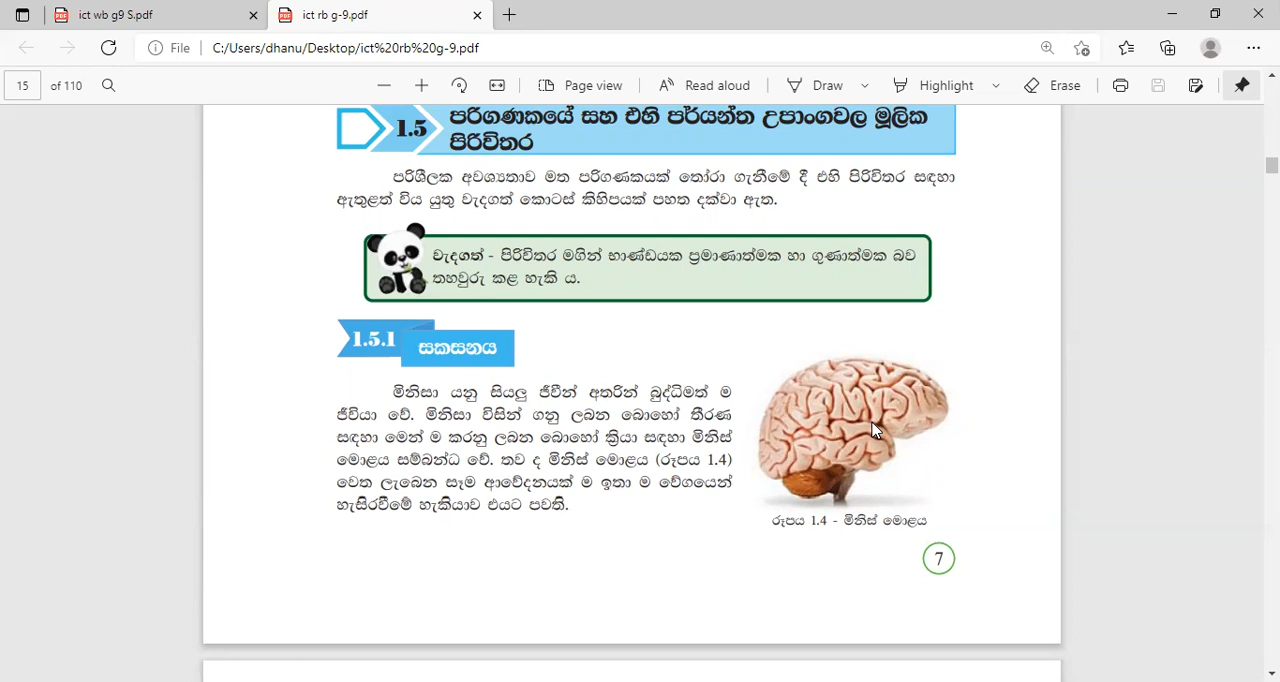 ict wb g9 S.pdf
ict rb g-9.pdf
File
C:/Users/dhanu/Desktop/ict%20rb%20g-9.pdf
15 of 110
Page view
Read aloud
Draw
Highlight
Erase
1.5
පරිගණකයේ සහ එහි පර්යන්ත උපාංගවල මූලික
පිරිවිතර
පරිශීලක අවශ්‍යතාව මත පරිගණකයක් තෝරා ගැනීමේ දී එහි පිරිවිතර සඳහා
ඇතුළත් විය යුතු වැදගත් කොටස් කිහිපයක් පහත දක්වා ඇත.
වැදගත් - පිරිවිතර මගින් භාණ්ඩයක ප්‍රමාණාත්මක හා ගුණාත්මක බව
තහවුරු කළ හැකි ය.
1.5.1
සකසනය
මිනිසා යනු සියලු ජීවීන් අතරින් බුද්ධිමත් ම
ජීවියා වේ. මිනිසා විසින් ගනු ලබන බොහෝ තීරණ
සඳහා මෙන් ම කරනු ලබන බොහෝ ක්‍රියා සඳහා මිනිස්
මොළය සම්බන්ධ වේ. තව ද මිනිස් මොළය (රූපය 1.4)
වෙත ලැබෙන සෑම ආවේදනයක් ම ඉතා ම වේගයෙන්
හැසිරවීමේ හැකියාව එයට පවතී.
රූපය 1.4 - මිනිස් මොළය
7